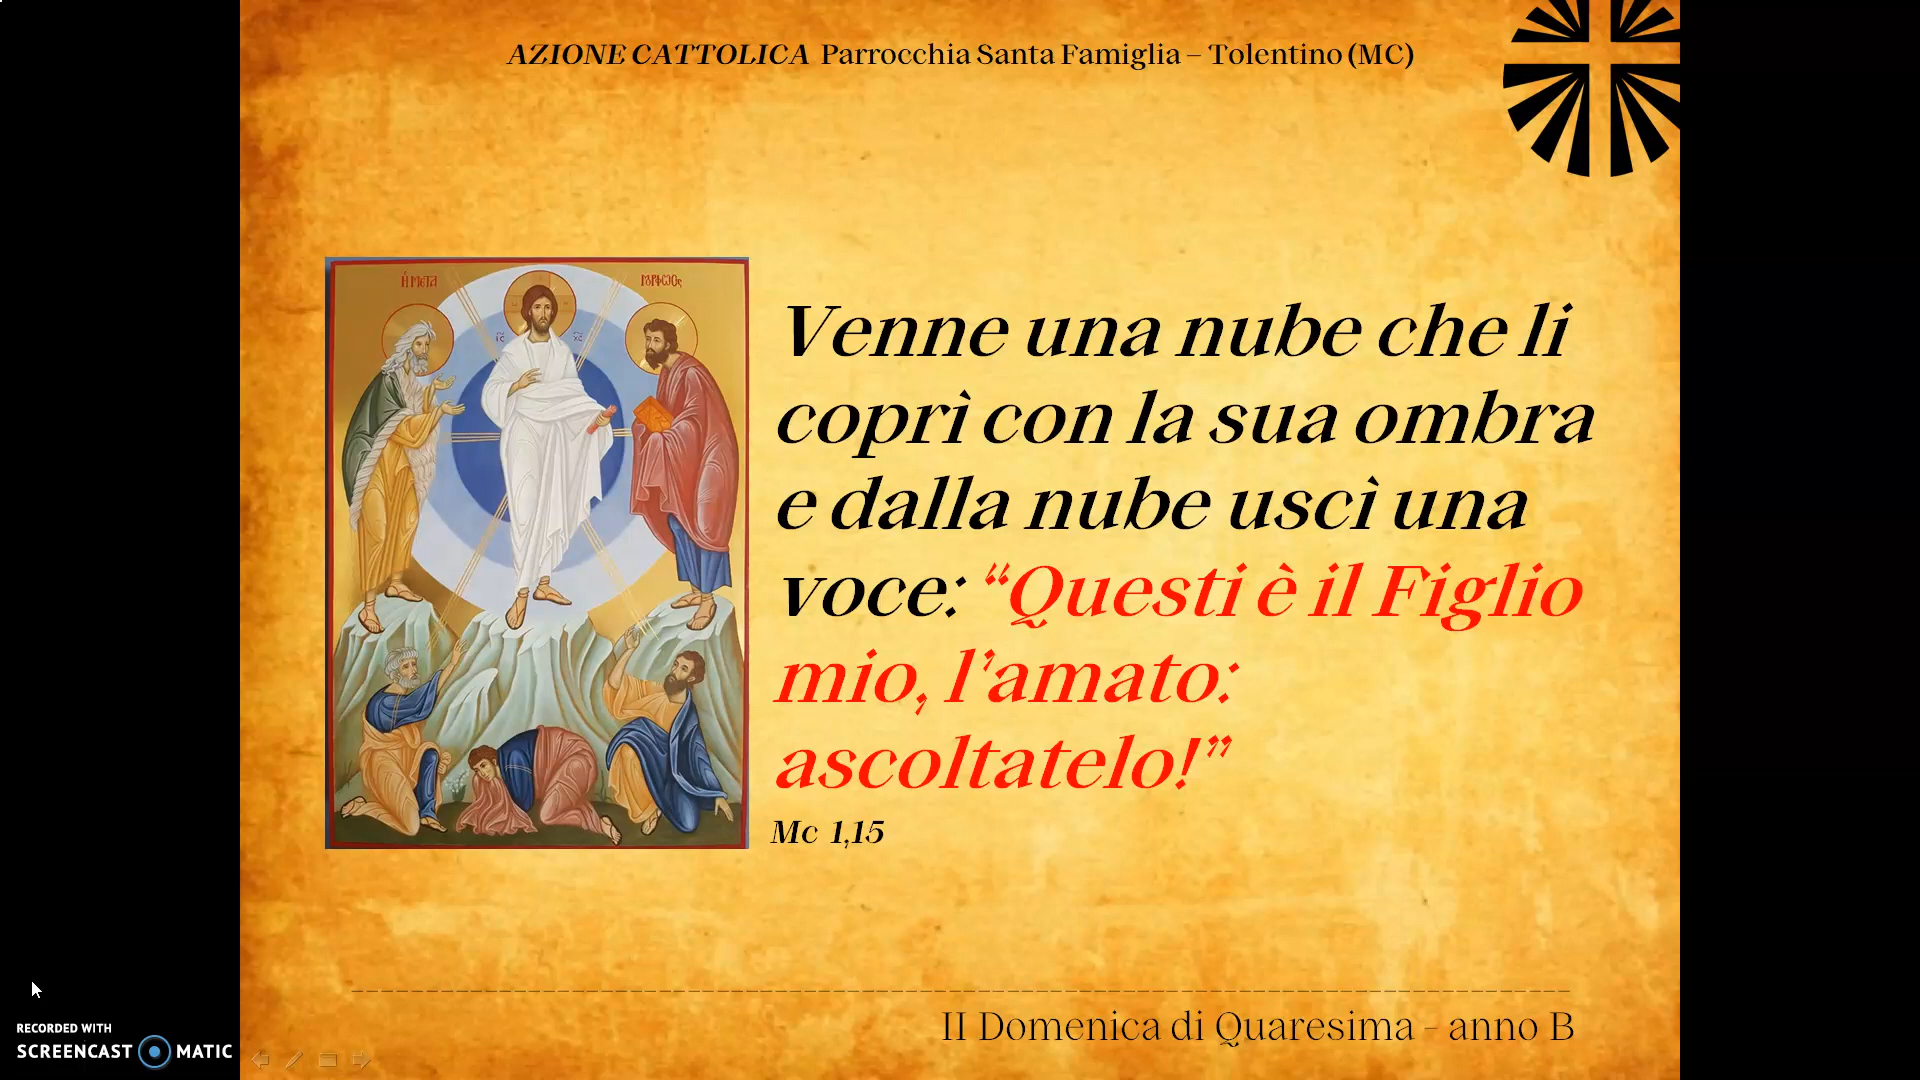 AZIONE CATTOLICA Parrocchia Santa Famiglia – Tolentino (MC)
Ἡ ΜΕΤΑ
ΜΟΡΦΩΟΣ
Venne una nube che li
coprì con la sua ombra
e dalla nube uscì una
voce: “Questi è il Figlio
mio, l’amato:
ascoltatelo!”
Mc 1,15
II Domenica di Quaresima - anno B
RECORDED WITH
SCREENCAST MATIC